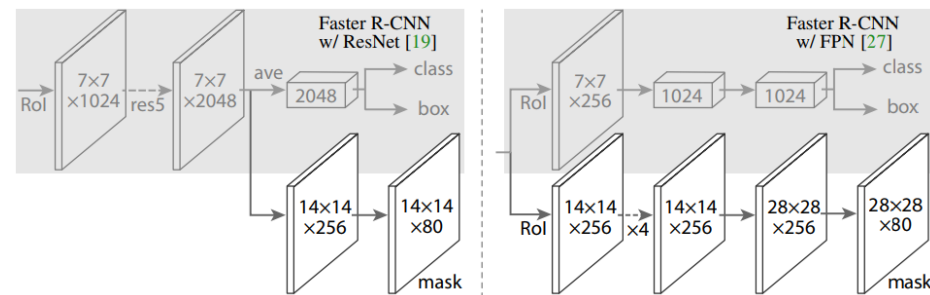 Faster R-CNN
w/ ResNet [19]
RoI
7×7
×1024
res5
7×7
×2048
ave
2048
class
box
14×14
×256
14×14
×80
mask
Faster R-CNN
w/ FPN [27]
RoI
7×7
×256
1024
1024
class
box
RoI
14×14
×256
×4
14×14
×256
28×28
×256
28×28
×80
mask